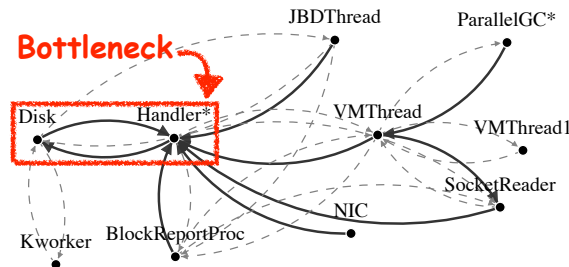 JBDThread
ParallelGC*
Bottleneck
Disk
Handler*
VMThread
VMThread1
SocketReader
NIC
Kworker
BlockReportProc